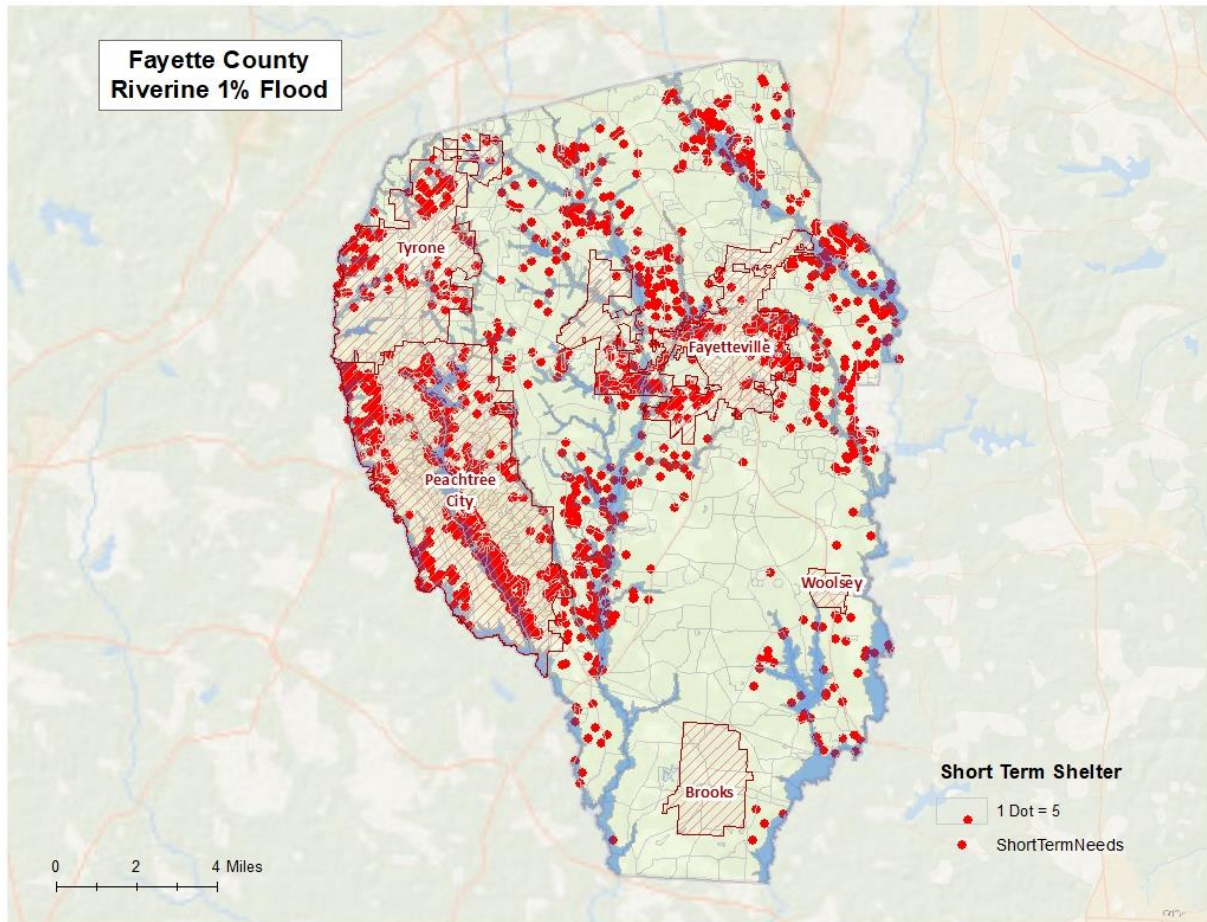 Fayette County
Riverine 1% Flood
Tyrone
Fayetteville
Peachtree
City
Woolsey
Brooks
Short Term Shelter
1 Dot = 5
ShortTermNeeds
0 2 4 Miles